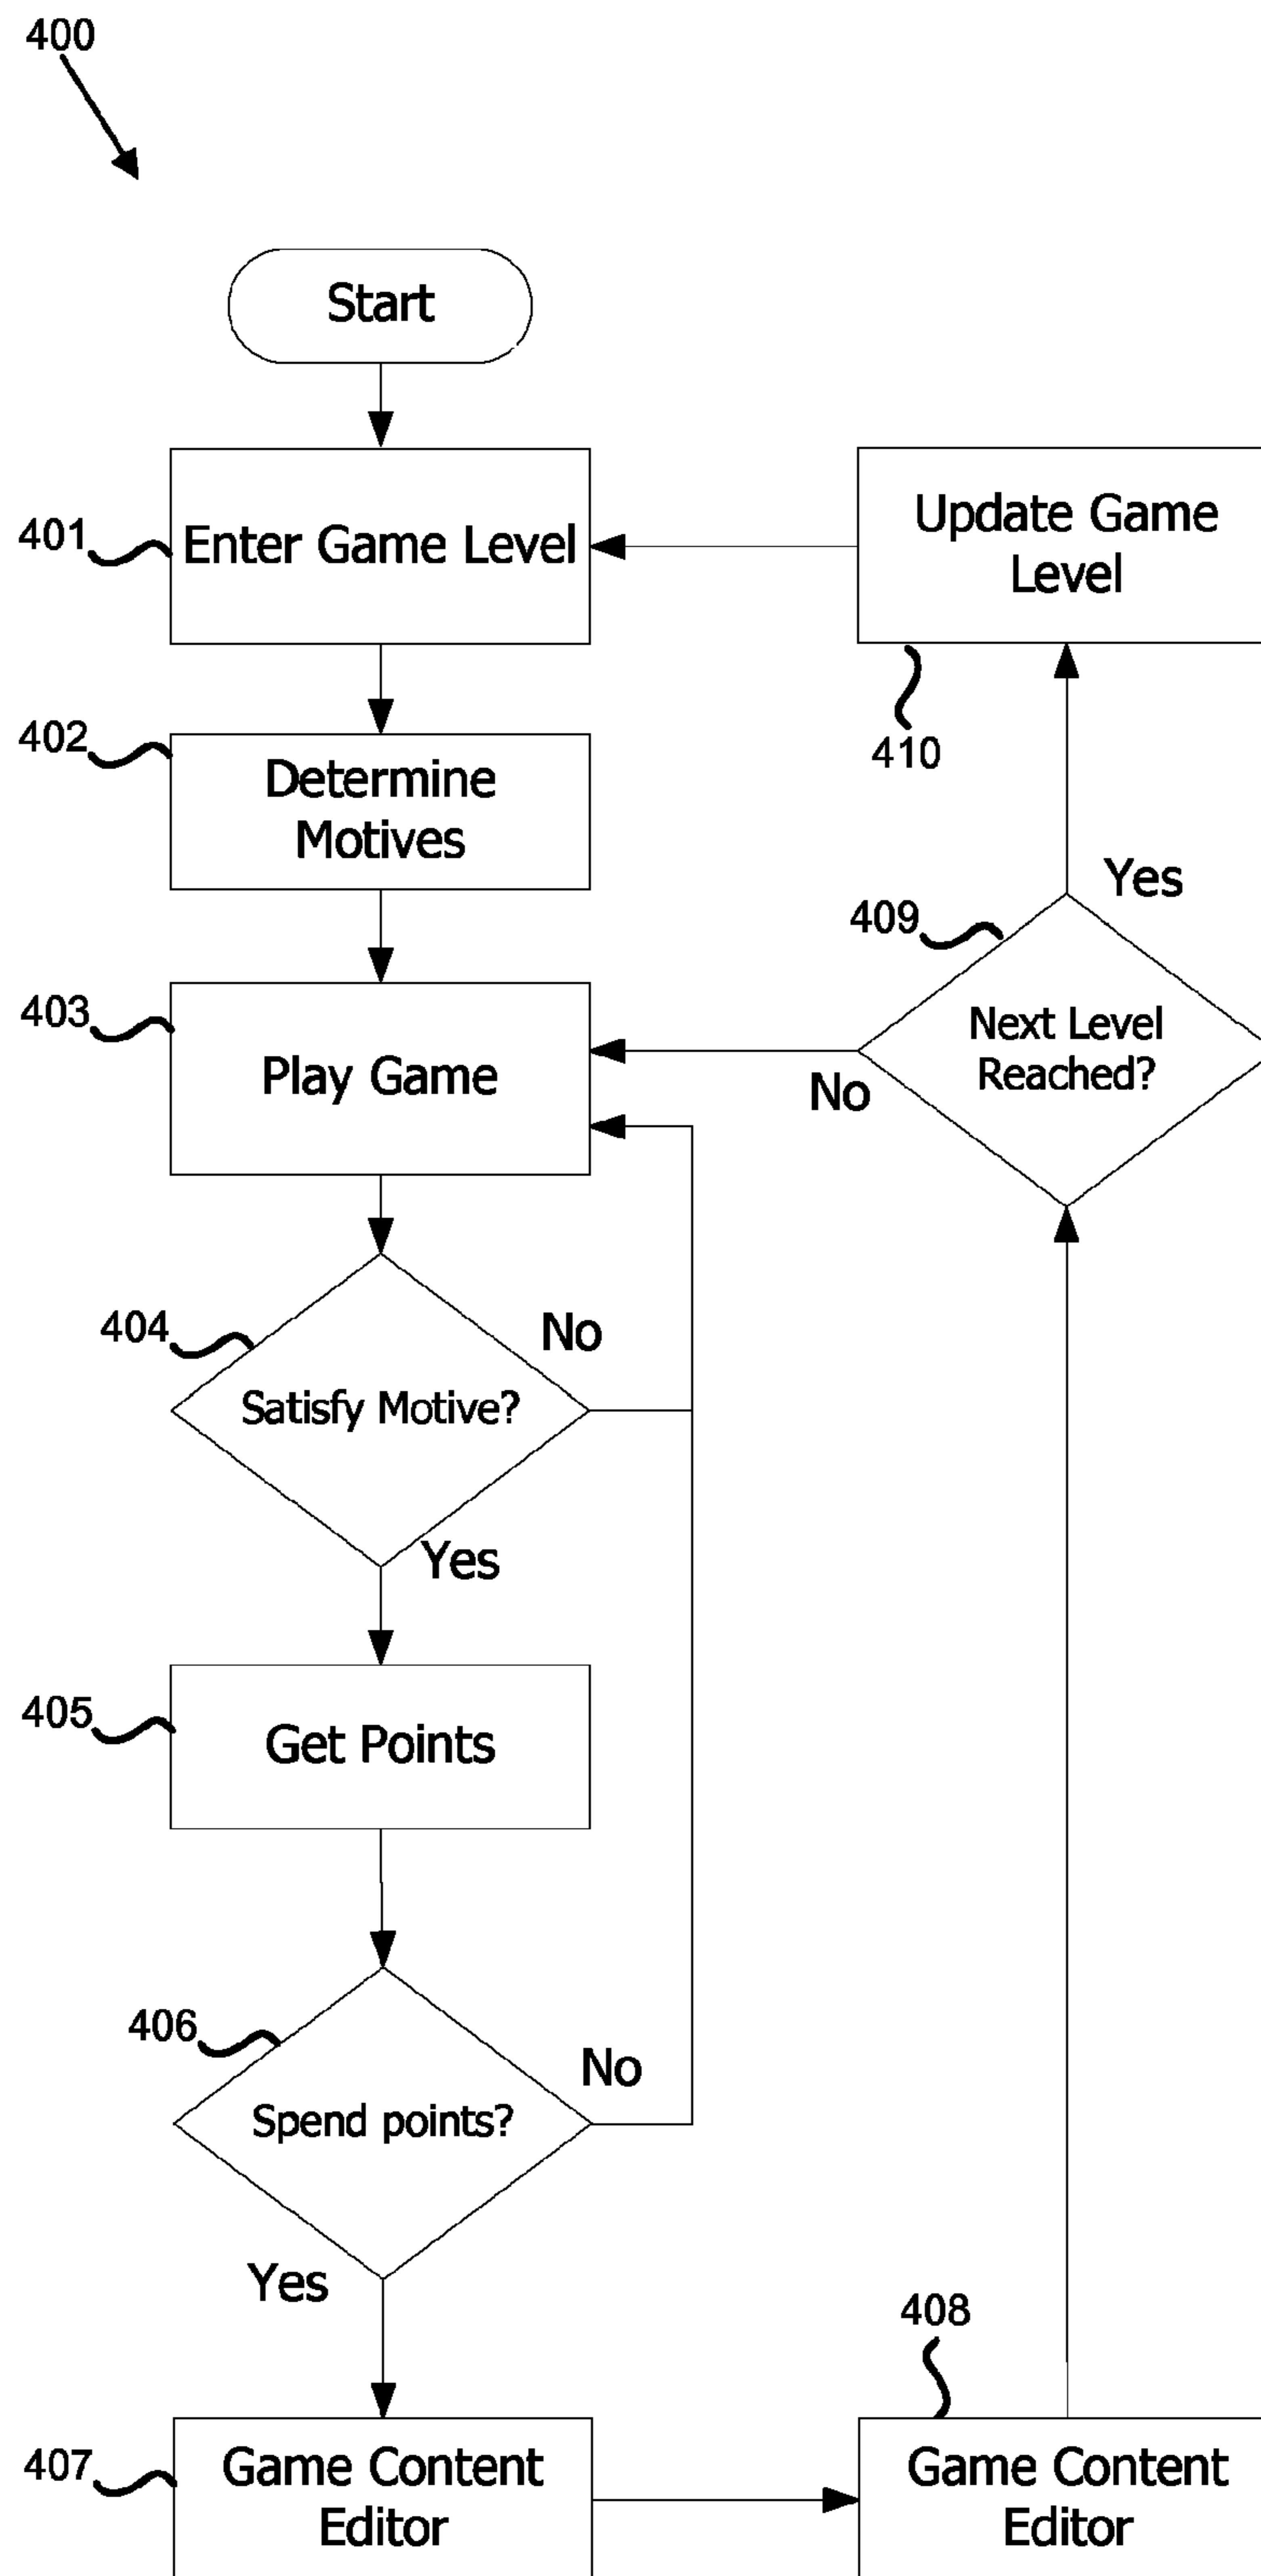 400
Start
401
Enter Game Level
Update Game
Level
410
402
Determine
Motives
403
Play Game
409
Yes
Next Level
Reached?
No
404
No
Satisfy Motive?
Yes
405
Get Points
406
No
Spend points?
Yes
407
Game Content
Editor
408
Game Content
Editor